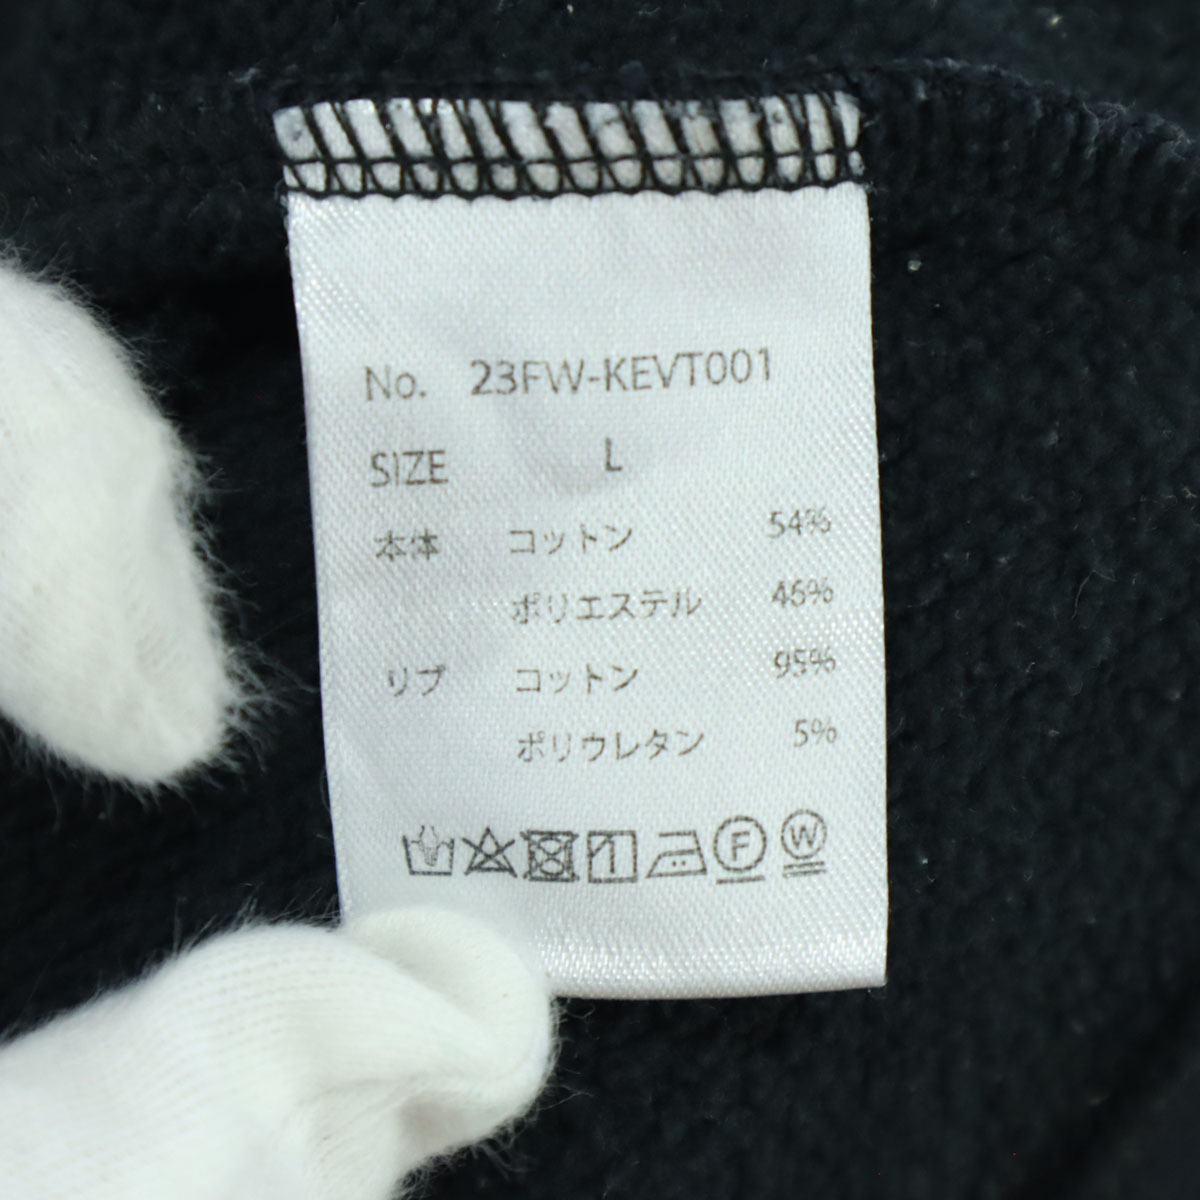 No. 23FW-KEVT001
SIZE L
本体 コットン 54%
ポリエステル 46%
リブ コットン 95%
ポリウレタン 5%
F W